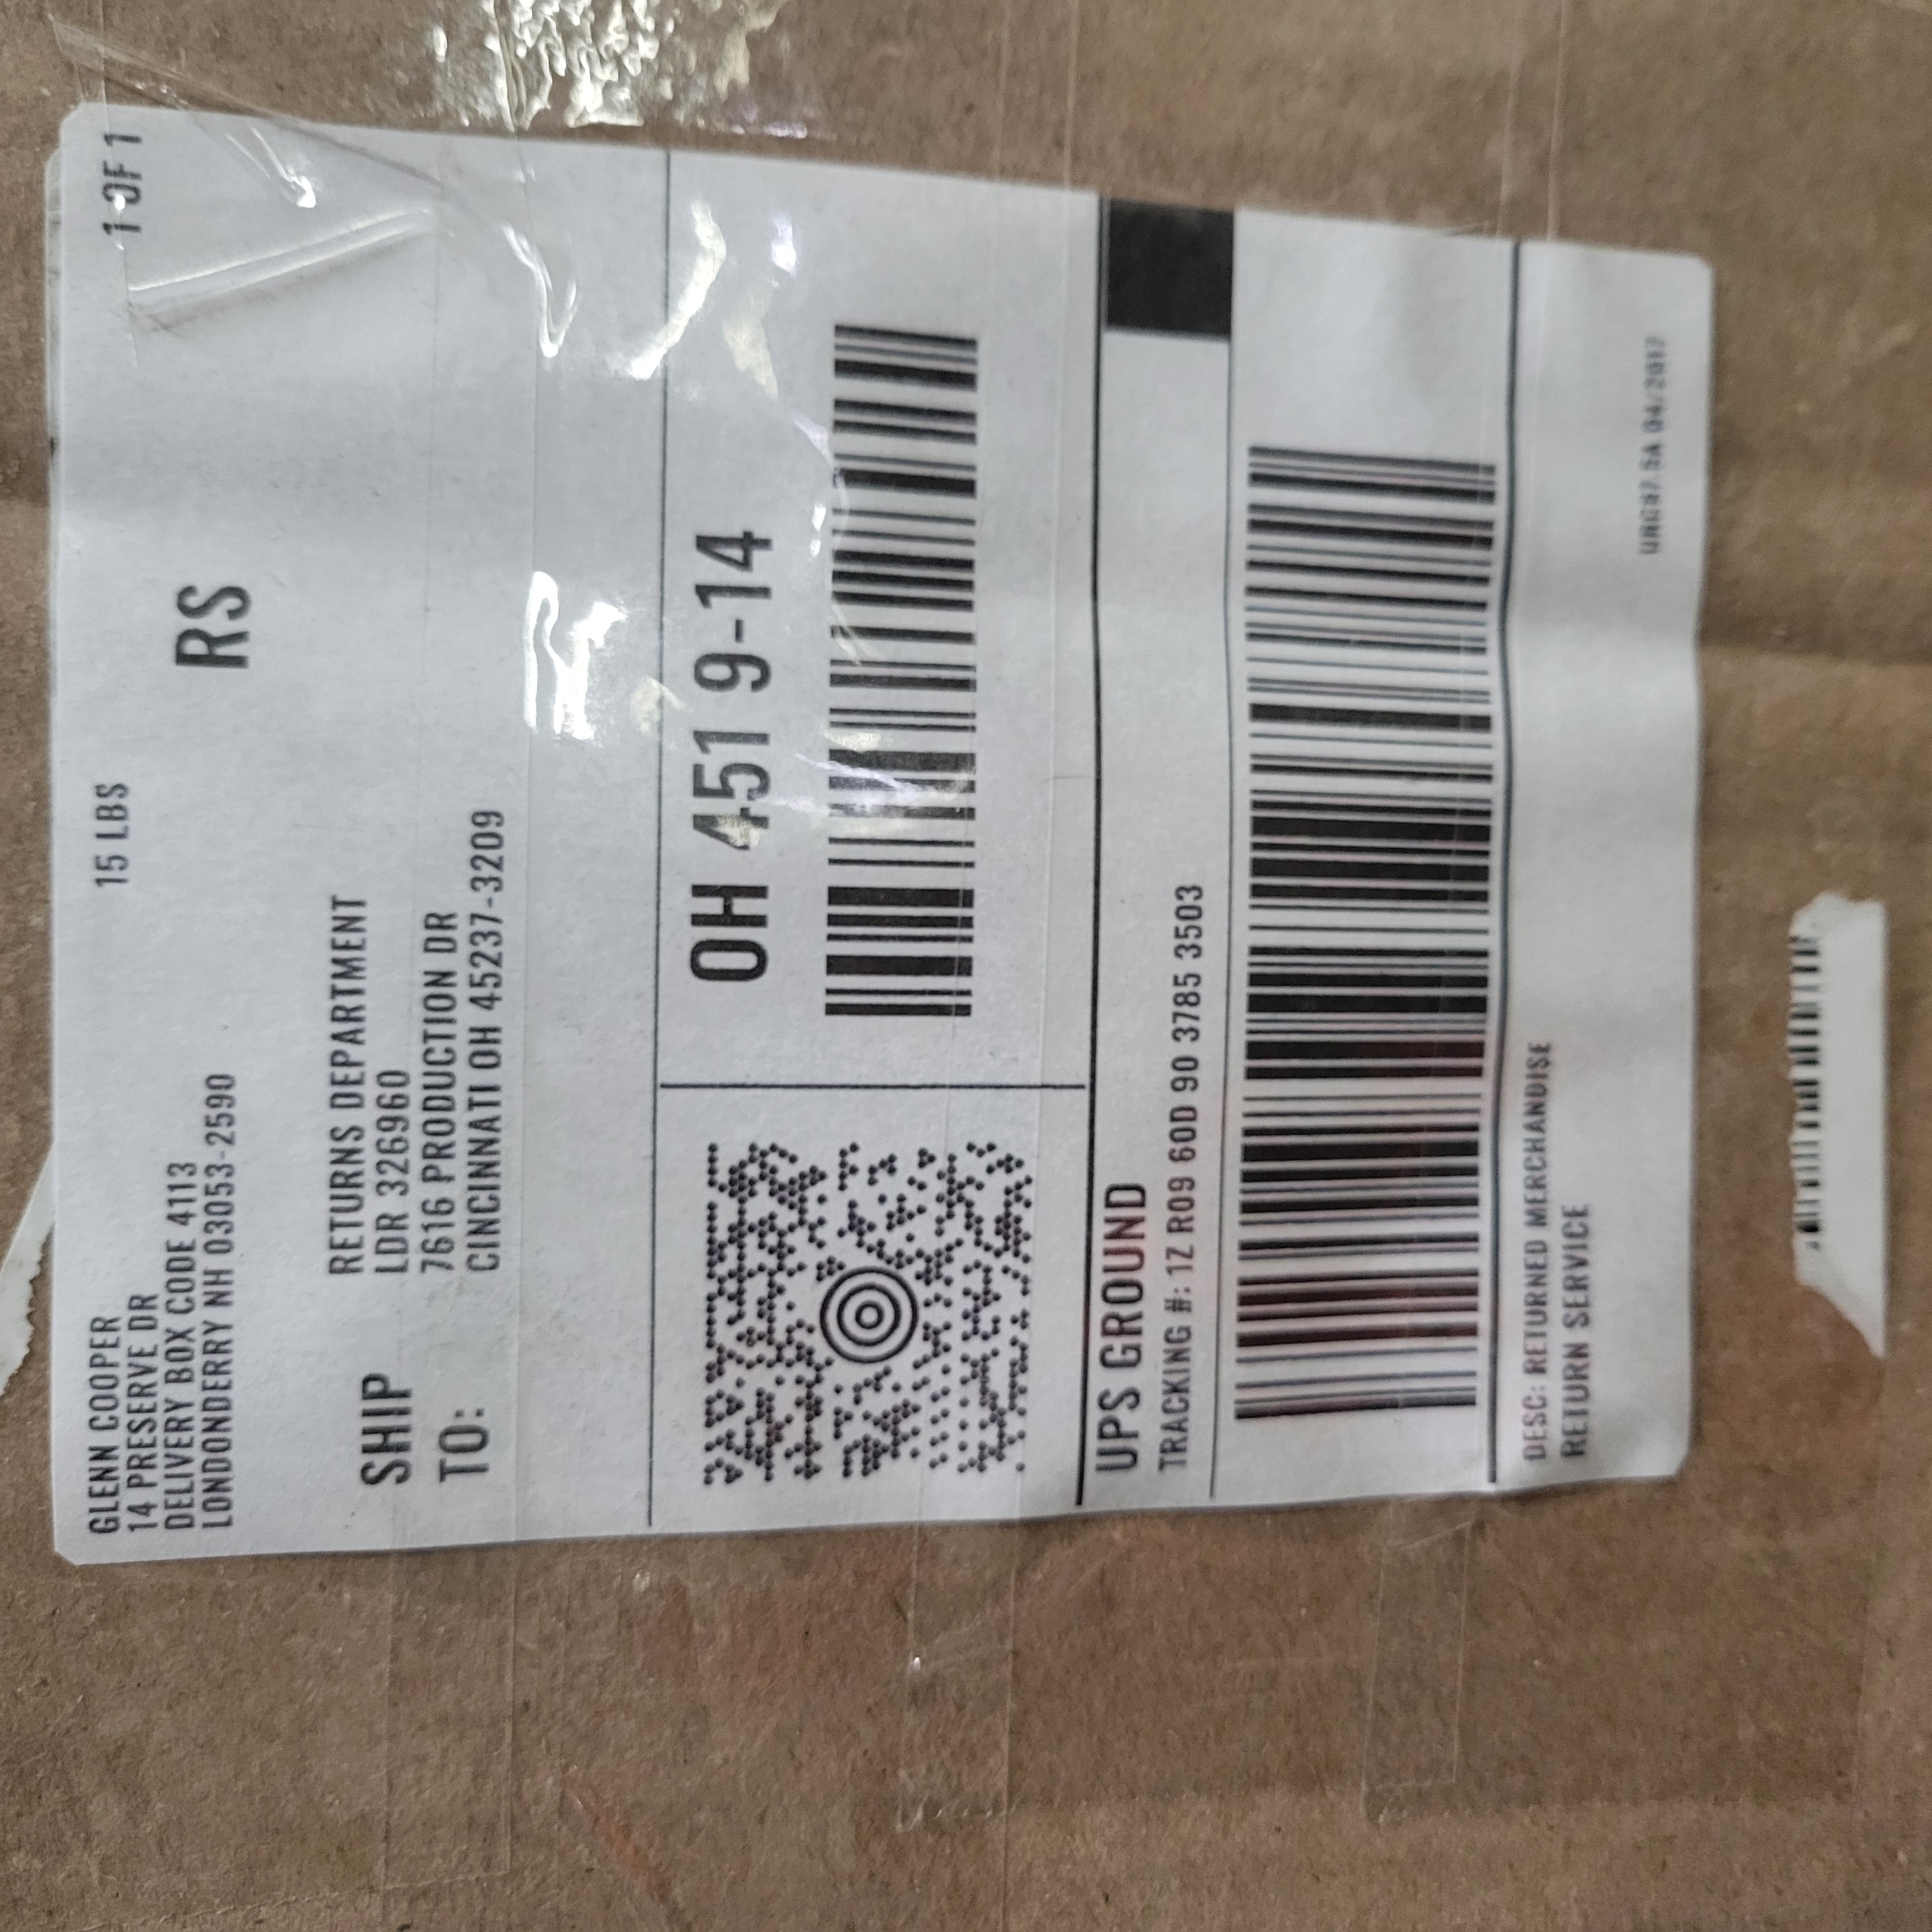 GLENN COOPER
14 PRESERVE DR
DELIVERY BOX CODE 4113
LONDONDERRY NH 03053-2590
15 LBS
1 OF 1
RS
SHIP
TO:
RETURNS DEPARTMENT
LDR 326960
7616 PRODUCTION DR
CINCINNATI OH 45237-3209
OH 451 9-14
UPS GROUND
TRACKING #: 1Z R09 60D 90 3785 3503
DESC: RETURNED MERCHANDISE
RETURN SERVICE
04/2017